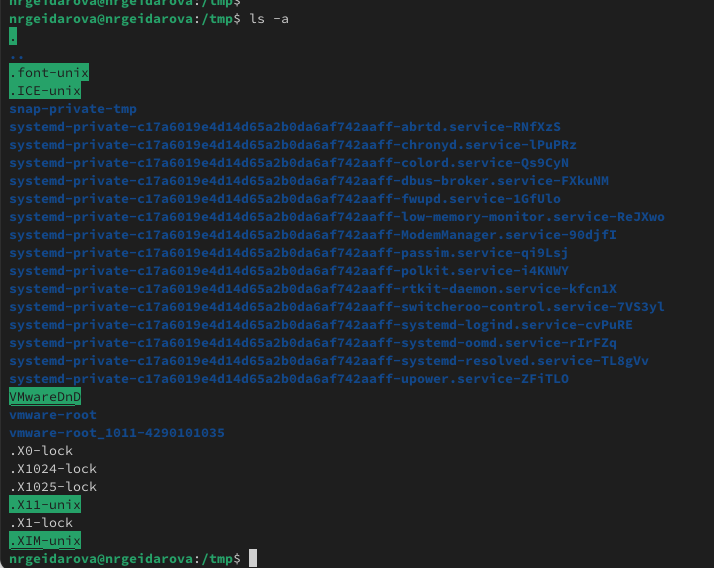 nrgeidarova@nrgeidarova:/tmp$
nrgeidarova@nrgeidarova:/tmp$ ls -a
.
..
.font-unix
.ICE-unix
snap-private-tmp
systemd-private-c17a6019e4d14d65a2b0da6af742aaff-abrtd.service-RNfXzS
systemd-private-c17a6019e4d14d65a2b0da6af742aaff-chronyd.service-lPuPRz
systemd-private-c17a6019e4d14d65a2b0da6af742aaff-colord.service-Qs9CyN
systemd-private-c17a6019e4d14d65a2b0da6af742aaff-dbus-broker.service-FXkuNM
systemd-private-c17a6019e4d14d65a2b0da6af742aaff-fwupd.service-1GfUlo
systemd-private-c17a6019e4d14d65a2b0da6af742aaff-low-memory-monitor.service-ReJXwo
systemd-private-c17a6019e4d14d65a2b0da6af742aaff-ModemManager.service-90djfI
systemd-private-c17a6019e4d14d65a2b0da6af742aaff-passim.service-qi9Lsj
systemd-private-c17a6019e4d14d65a2b0da6af742aaff-polkit.service-i4KNWY
systemd-private-c17a6019e4d14d65a2b0da6af742aaff-rtkit-daemon.service-kfcn1X
systemd-private-c17a6019e4d14d65a2b0da6af742aaff-switcheroo-control.service-7VS3yl
systemd-private-c17a6019e4d14d65a2b0da6af742aaff-systemd-logind.service-cvPuRE
systemd-private-c17a6019e4d14d65a2b0da6af742aaff-systemd-oomd.service-rIrFZq
systemd-private-c17a6019e4d14d65a2b0da6af742aaff-systemd-resolved.service-TL8gVv
systemd-private-c17a6019e4d14d65a2b0da6af742aaff-upower.service-ZFiTLO
VMwareDnD
vmware-root
vmware-root_1011-4290101035
.X0-lock
.X1024-lock
.X1025-lock
.X11-unix
.X1-lock
.XIM-unix
nrgeidarova@nrgeidarova:/tmp$